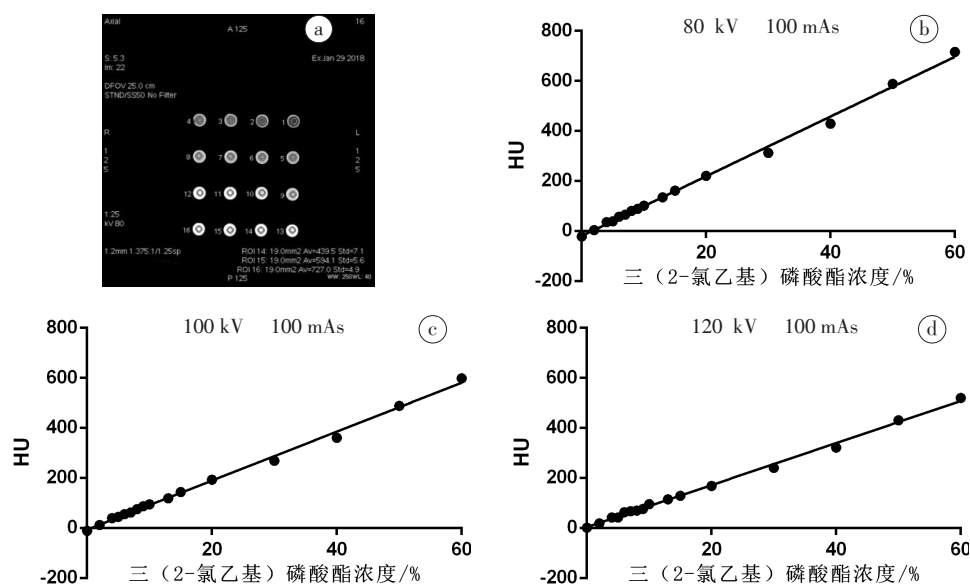 Axial
16
A 125
a
S: 5.3
Im: 22
Ex:Jan 29 2018
DFOV 25.0 cm
STND/SS50 No Filter
R
1
2
5
L
1
2
5
4 3 2 1
8 7 6 5
12 11 10 9
16 15 14 13
1.25
kV 80
1.2mm 1.375:1/1.25sp
ROI 14: 19.0mm2 Av=439.5 Std=7.1
ROI 15: 19.0mm2 Av=594.1 Std=5.6
ROI 16: 19.0mm2 Av=727.0 Std=4.9
WW: 250WL: 40
P 125
80 kV 100 mAs
b
HU
800
600
400
200
0
-200
20 40 60
三（2-氯乙基）磷酸酯浓度/%
100 kV 100 mAs
c
HU
800
600
400
200
0
-200
20 40 60
三（2-氯乙基）磷酸酯浓度/%
120 kV 100 mAs
d
HU
800
600
400
200
0
-200
20 40 60
三（2-氯乙基）磷酸酯浓度/%